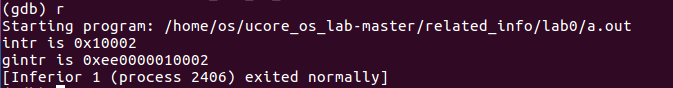 (gdb) r
Starting program: /home/os/ucore_os_lab-master/related_info/lab0/a.out
intr is 0x10002
gintr is 0xee0000010002
[Inferior 1 (process 2406) exited normally]